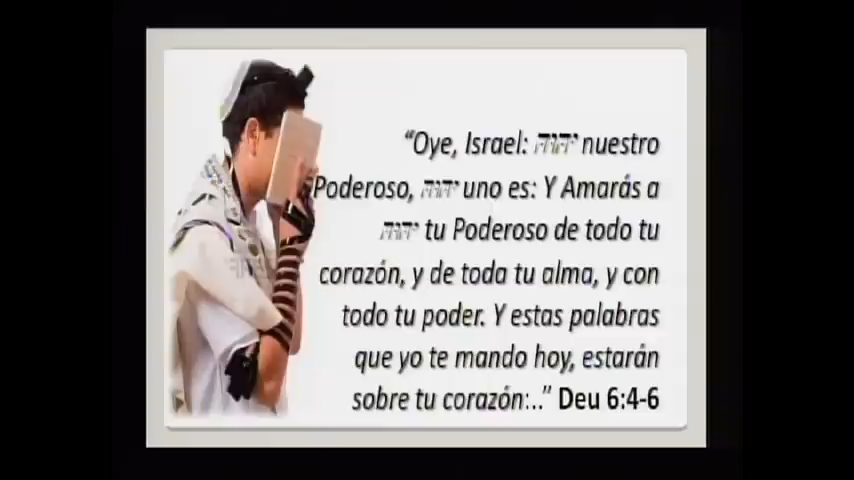 “Oye, Israel: יהוה nuestro
Poderoso, יהוה uno es: Y Amarás a
יהוה tu Poderoso de todo tu
corazón, y de toda tu alma, y con
todo tu poder. Y estas palabras
que yo te mando hoy, estarán
sobre tu corazón:..” Deu 6:4-6